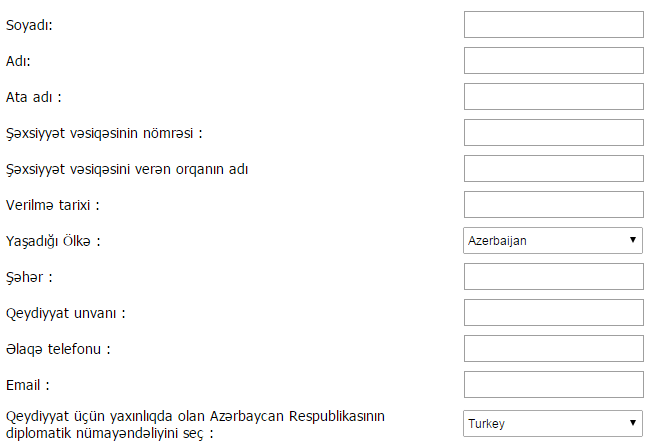 Soyadı:
Adı:
Ata adı :
Şəxsiyyət vəsiqəsinin nömrəsi :
Şəxsiyyət vəsiqəsini verən orqanın adı
Verilmə tarixi :
Yaşadığı Ölkə :
Azerbaijan
Şəhər :
Qeydiyyat unvanı :
Əlaqə telefonu :
Email :
Qeydiyyat üçün yaxınlıqda olan Azərbaycan Respublikasının
diplomatik nümayəndəliyini seç :
Turkey